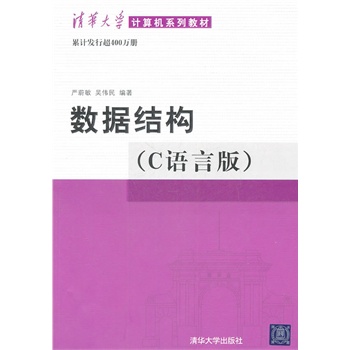 清华大学 计算机系列教材
累计发行超400万册
严蔚敏 吴伟民 编著
数据结构
(C语言版)
清华大学出版社